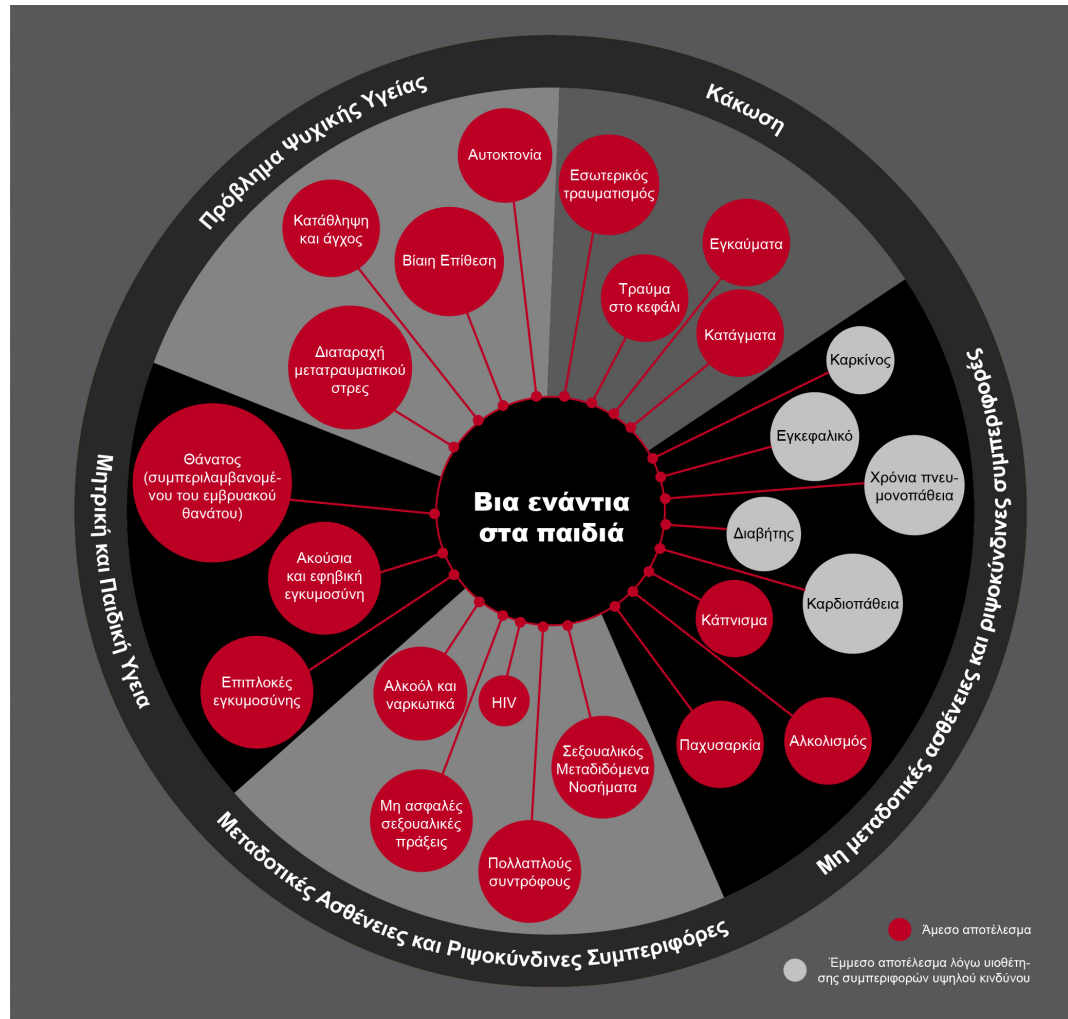 Πρόβλημα Ψυχικής Υγείας
Κάκωση
Μη μεταδοτικές ασθένειες και ριψοκύνδινες συμπεριφορές
Μεταδοτικές Ασθένειες και Ριψοκύνδινες Συμπεριφόρες
Μητρική και Παιδική Υγεια
Βια ενάντια
στα παιδιά
Αυτοκτονία
Κατάθληψη
και άγχος
Βίαιη Επίθεση
Διαταραχή
μετατραυματικού
στρες
Εσωτερικός
τραυματισμός
Εγκαύματα
Τραύμα
στο κεφάλι
Κατάγματα
Καρκίνος
Εγκεφαλικό
Χρόνια πνευ-
μονοπάθεια
Διαβήτης
Καρδιοπάθεια
Κάπνισμα
Αλκολισμός
Παχυσαρκία
Σεξουαλικός
Μεταδιδόμενα
Νοσήματα
Πολλαπλούς
συντρόφους
HIV
Μη ασφαλές
σεξουαλικές
πράξεις
Αλκοόλ και
ναρκωτικά
Επιπλοκές
εγκυμοσύνης
Ακούσια
και εφηβική
εγκυμοσύνη
Θάνατος
(συμπεριλαμβανομέ-
νου του εμβρυακού
θανάτου)
Άμεσο αποτέλεσμα
Έμμεσο αποτέλεσμα λόγω υιοθέτη-
σης συμπεριφορών υψηλού κινδύνου